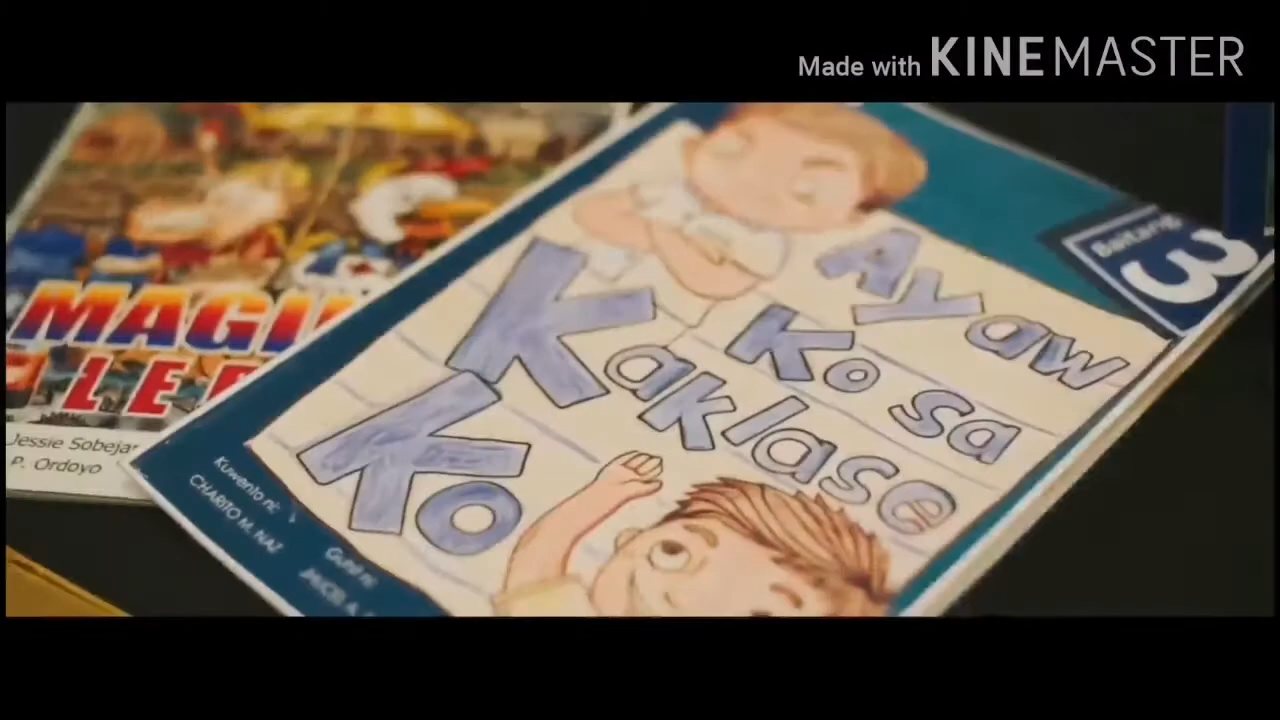 Made with KINEMASTER
Baitang
3
Ayaw
Ko sa
Kaklase
Ko
Kuwento ni:
CHARITO M. NAZ
Guhit ni:
Jessie Sobejar
P. Ordoyo